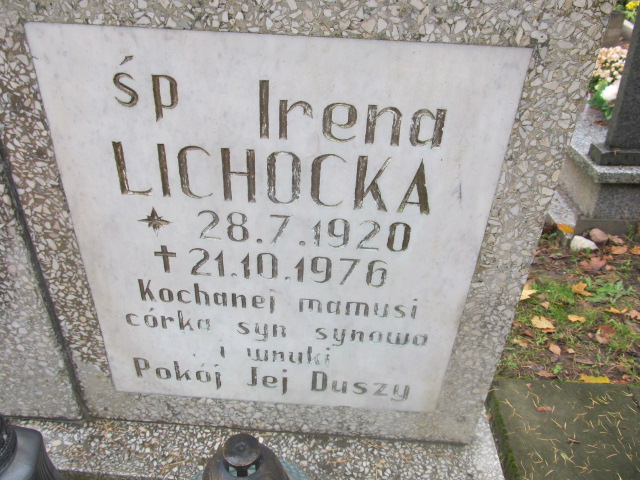 śp Irena
LICHOCKA
* 28.7.1920
† 21.10.1976
Kochanej mamusi
córka syn synowa
i wnuki
Pokój Jej Duszy